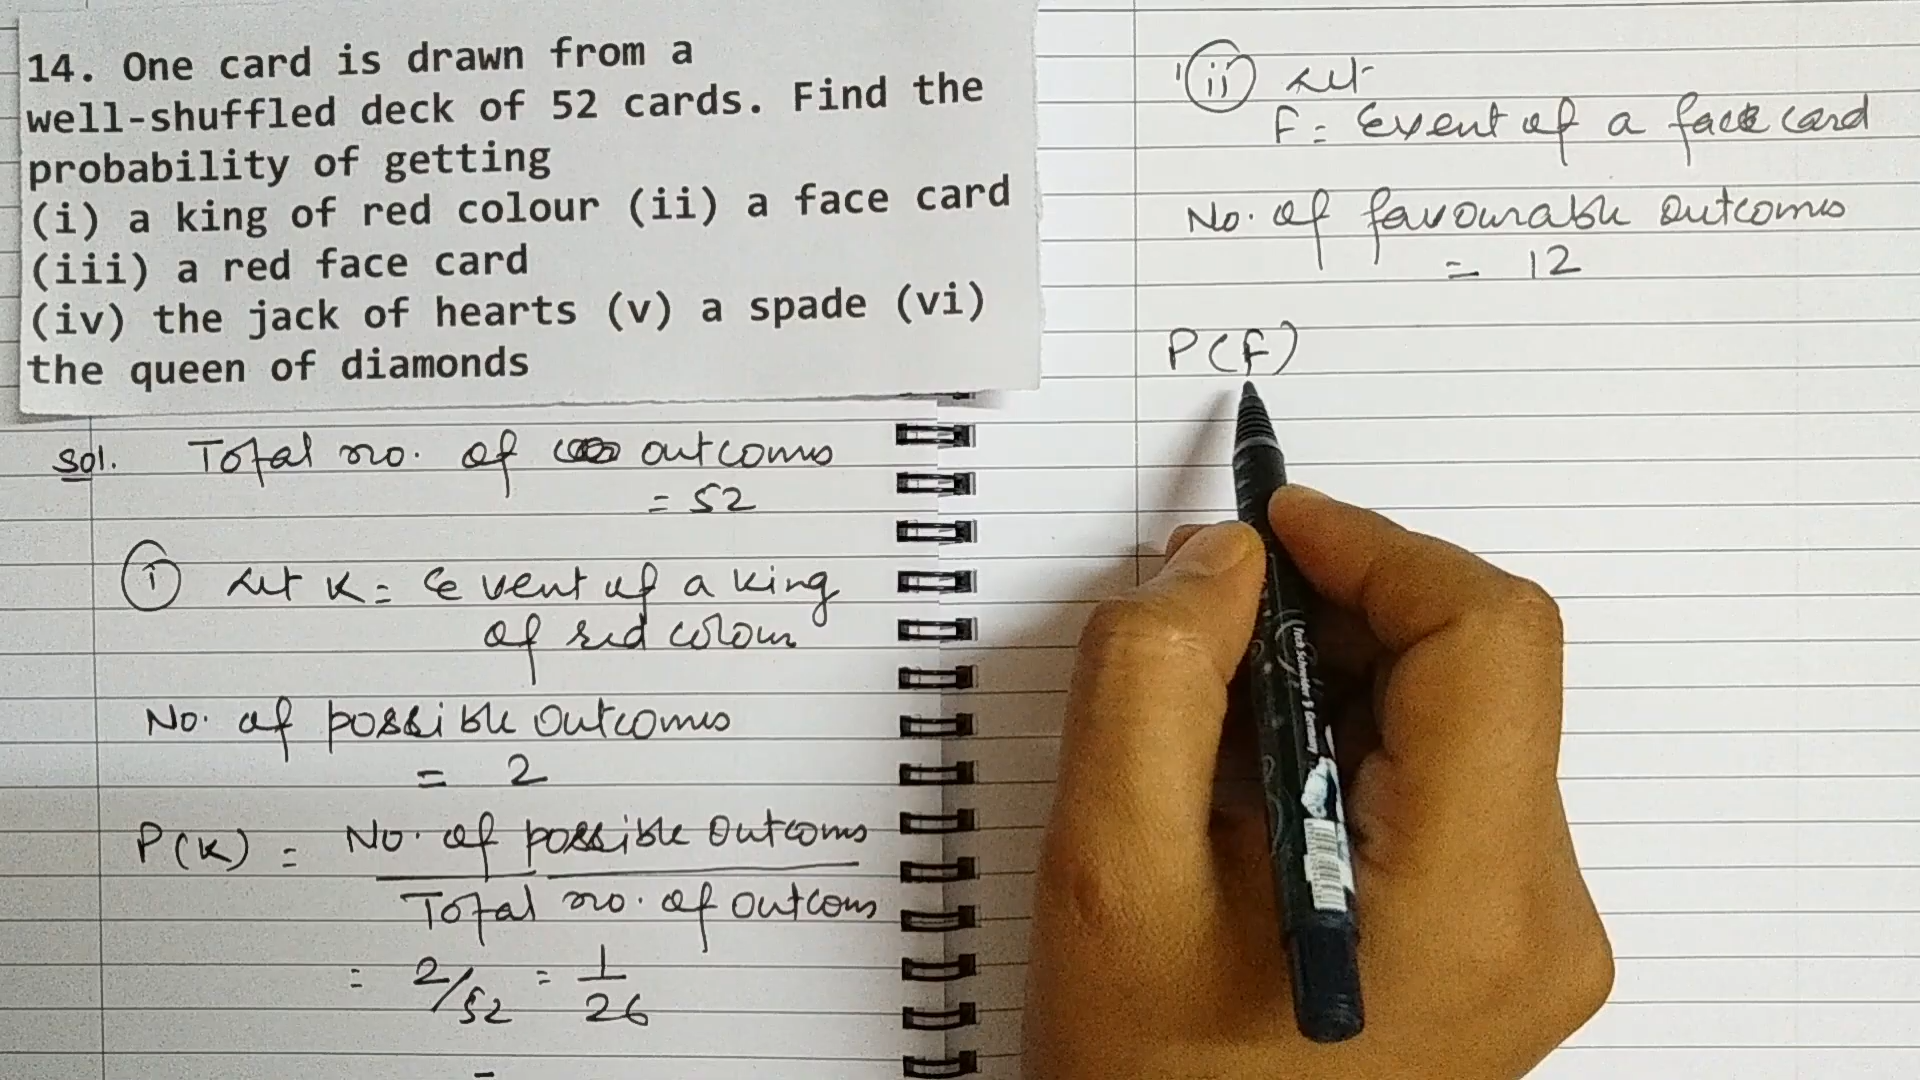 14. One card is drawn from a
well-shuffled deck of 52 cards. Find the
probability of getting
(i) a king of red colour (ii) a face card
(iii) a red face card
(iv) the jack of hearts (v) a spade (vi)
the queen of diamonds
Sol. Total no. of outcomes
= 52
(i) Let K = Event of a king
of red colour
No. of possible outcomes
= 2
P(K) = No. of possible outcomes
Total no. of outcomes
= 2/52 = 1/26
(ii) Let
F = Event of a face card
No. of favourable outcomes
= 12
P(F)